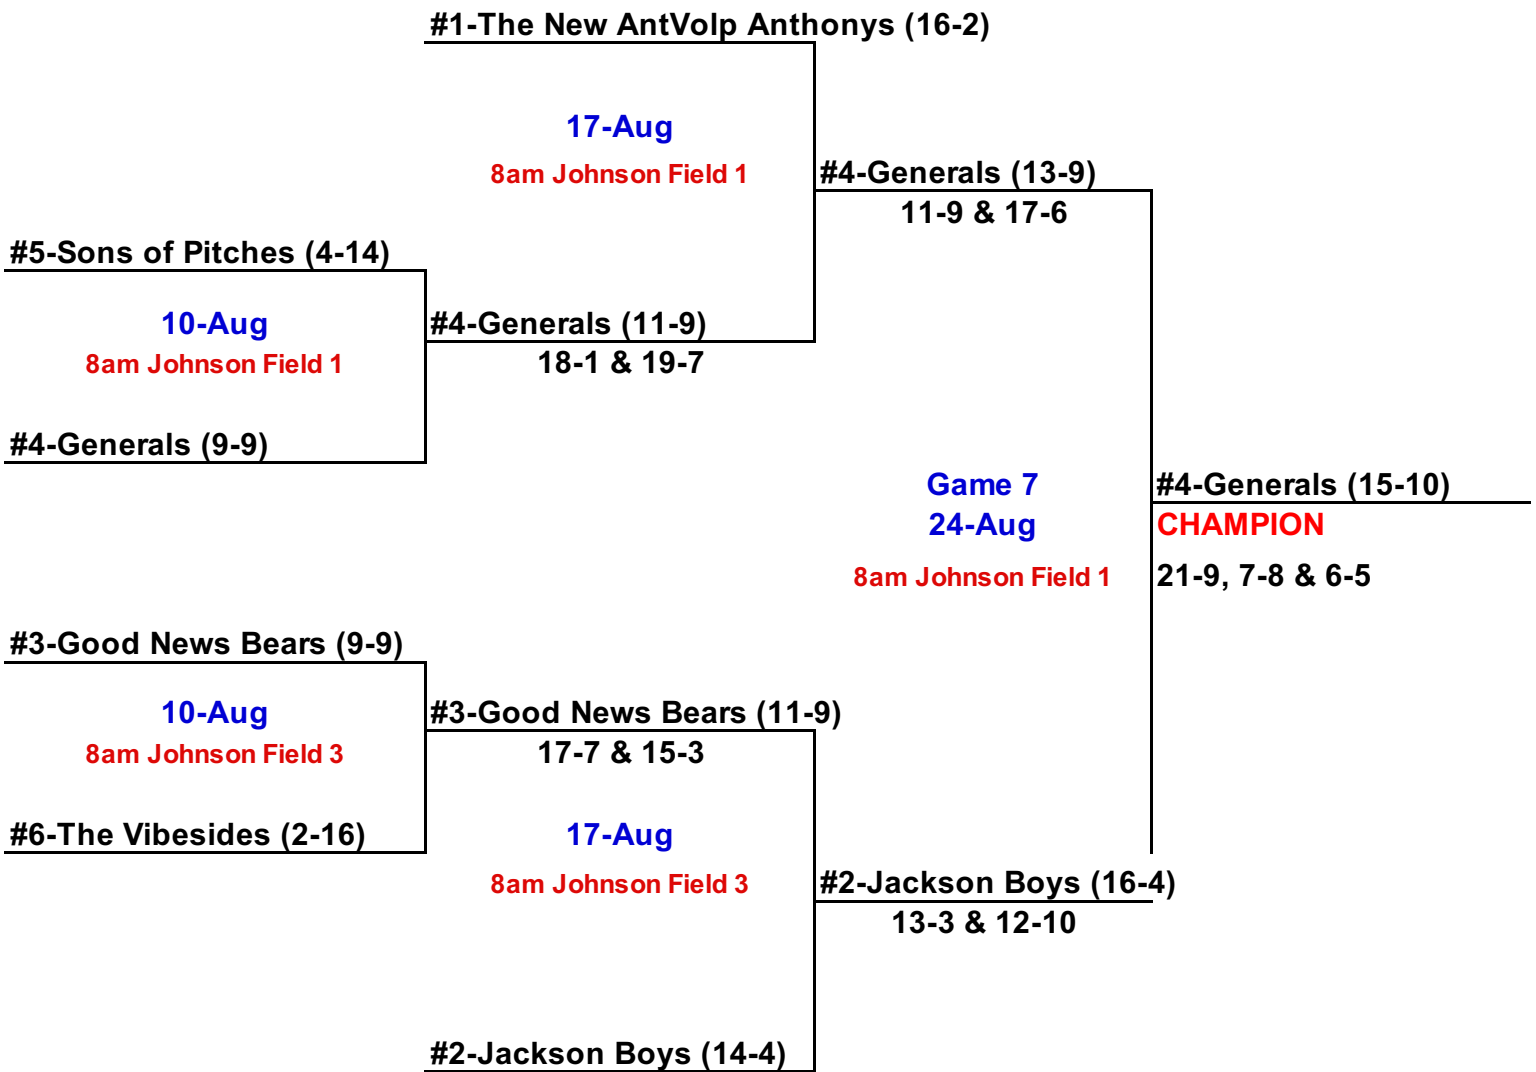 #1-The New AntVolp Anthonys (16-2)
17-Aug
8am Johnson Field 1
#4-Generals (13-9)
11-9 & 17-6
#5-Sons of Pitches (4-14)
10-Aug
8am Johnson Field 1
#4-Generals (11-9)
18-1 & 19-7
#4-Generals (9-9)
Game 7
24-Aug
8am Johnson Field 1
#4-Generals (15-10)
CHAMPION
21-9, 7-8 & 6-5
#3-Good News Bears (9-9)
10-Aug
8am Johnson Field 3
#3-Good News Bears (11-9)
17-7 & 15-3
#6-The Vibesides (2-16)
17-Aug
8am Johnson Field 3
#2-Jackson Boys (16-4)
13-3 & 12-10
#2-Jackson Boys (14-4)